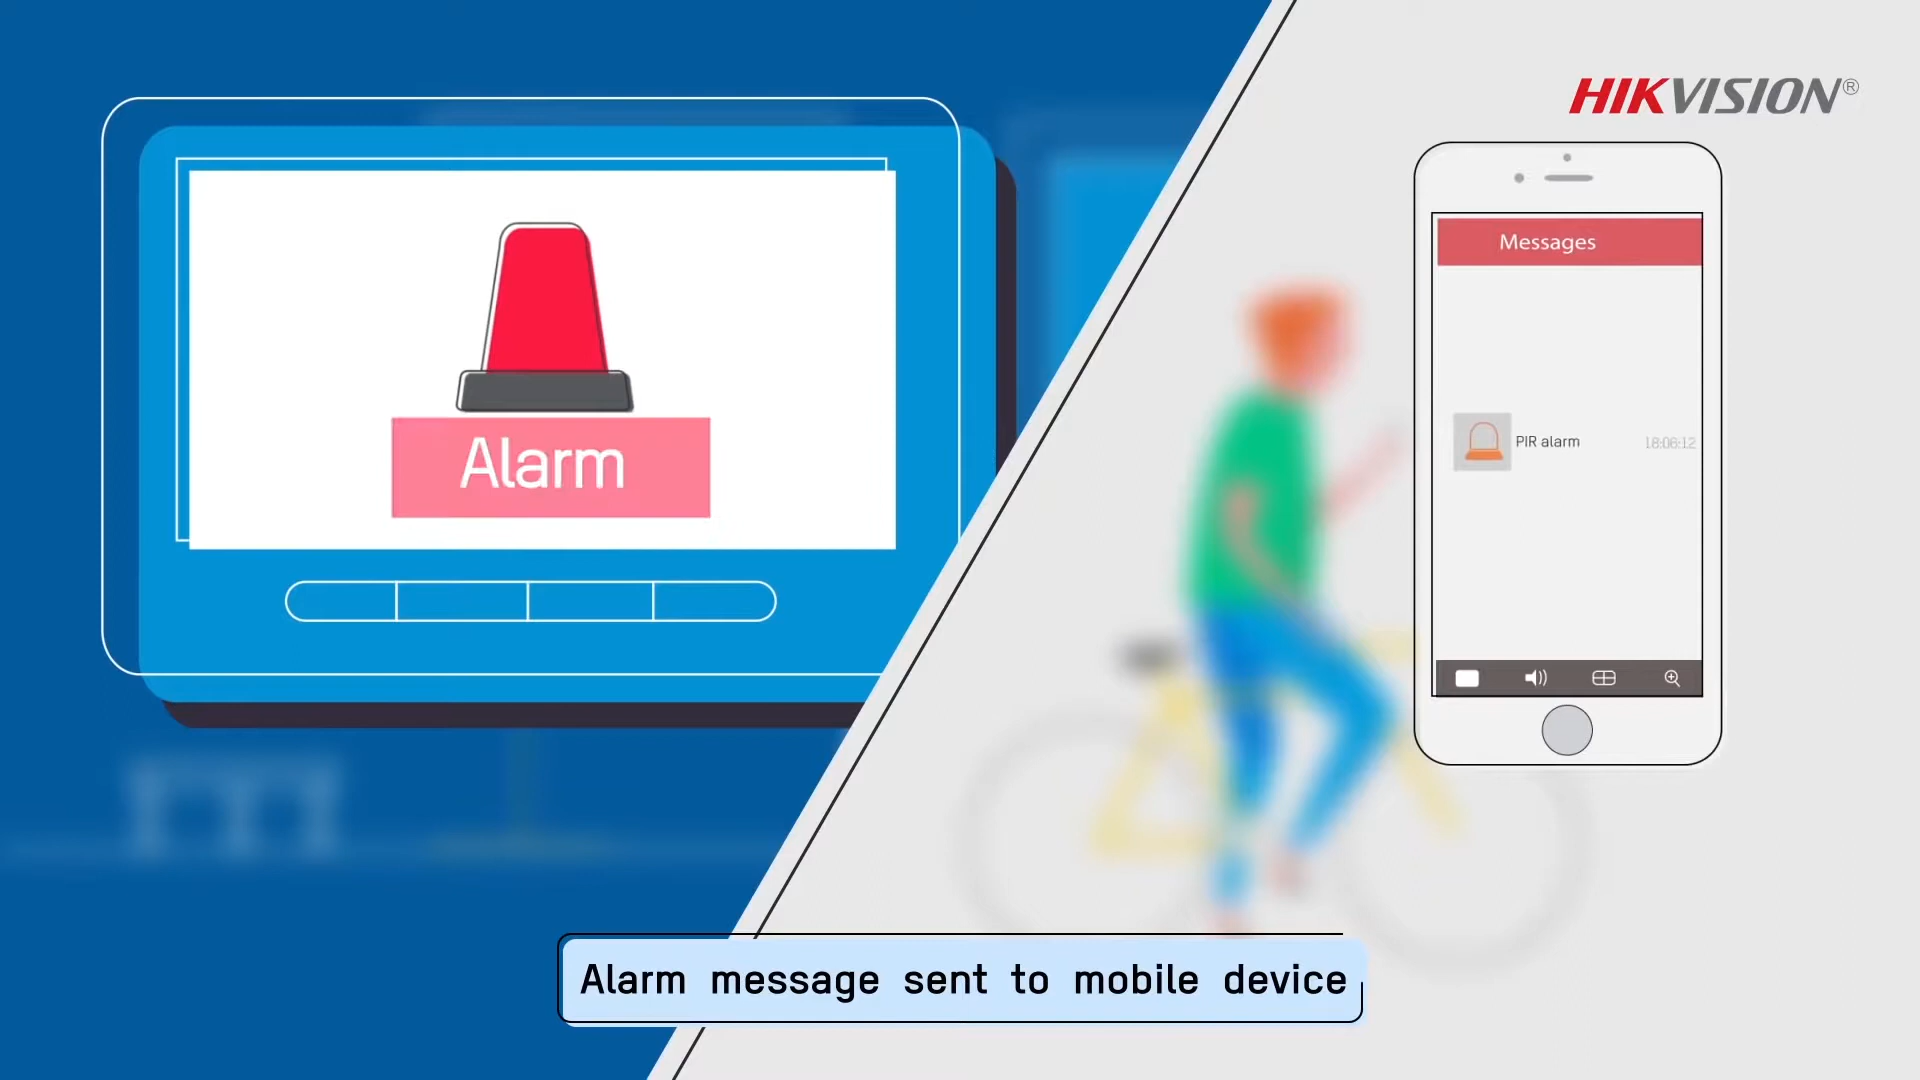 HIKVISION®
Messages
PIR alarm 18:06:12
Alarm
Alarm message sent to mobile device